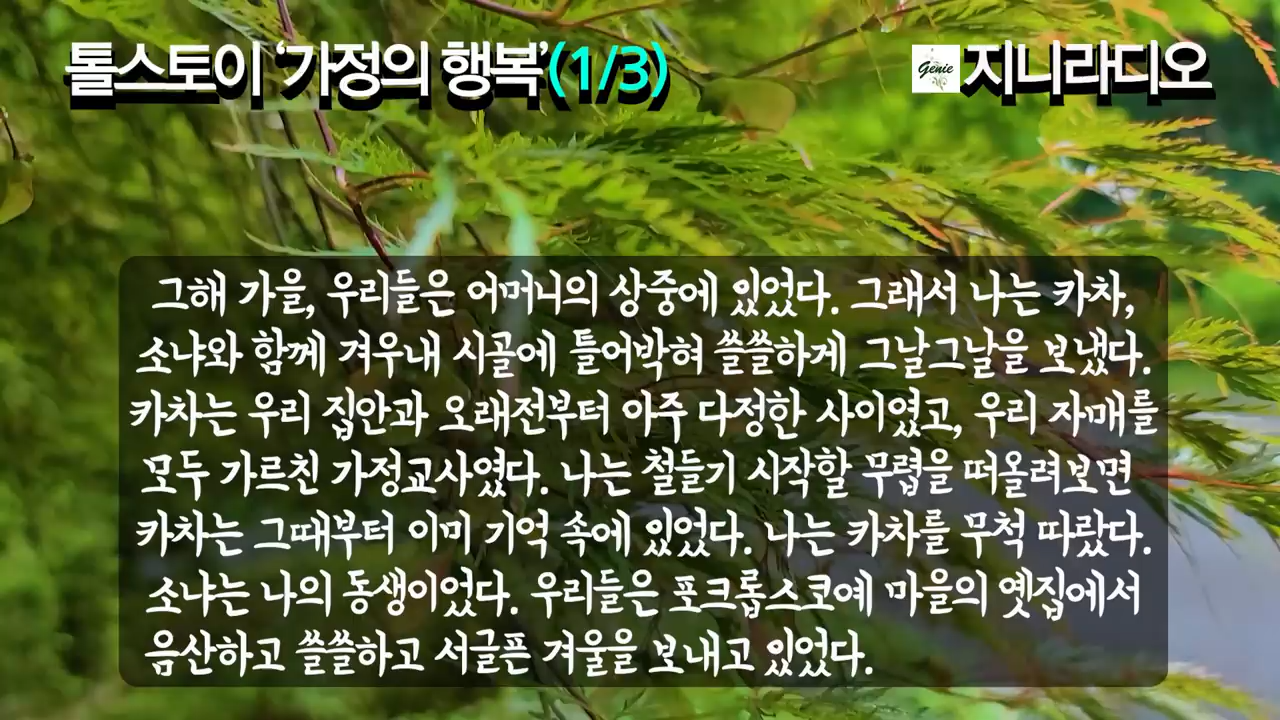 톨스토이 ‘가정의 행복’(1/3)
Genie 지니라디오
그해 가을, 우리들은 어머니의 상중에 있었다. 그래서 나는 카차,
소냐와 함께 겨우내 시골에 틀어박혀 쓸쓸하게 그날그날을 보냈다.
카차는 우리 집안과 오래전부터 아주 다정한 사이였고, 우리 자매를
모두 가르친 가정교사였다. 나는 철들기 시작할 무렵을 떠올려보면
카차는 그때부터 이미 기억 속에 있었다. 나는 카차를 무척 따랐다.
소냐는 나의 동생이었다. 우리들은 포크롭스코예 마을의 옛집에서
음산하고 쓸쓸하고 서글픈 겨울을 보내고 있었다.